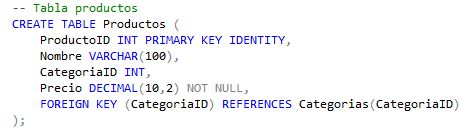 -- Tabla productos
CREATE TABLE Productos (
    ProductoID INT PRIMARY KEY IDENTITY,
    Nombre VARCHAR(100),
    CategoriaID INT,
    Precio DECIMAL(10,2) NOT NULL,
    FOREIGN KEY (CategoriaID) REFERENCES Categorias(CategoriaID)
);